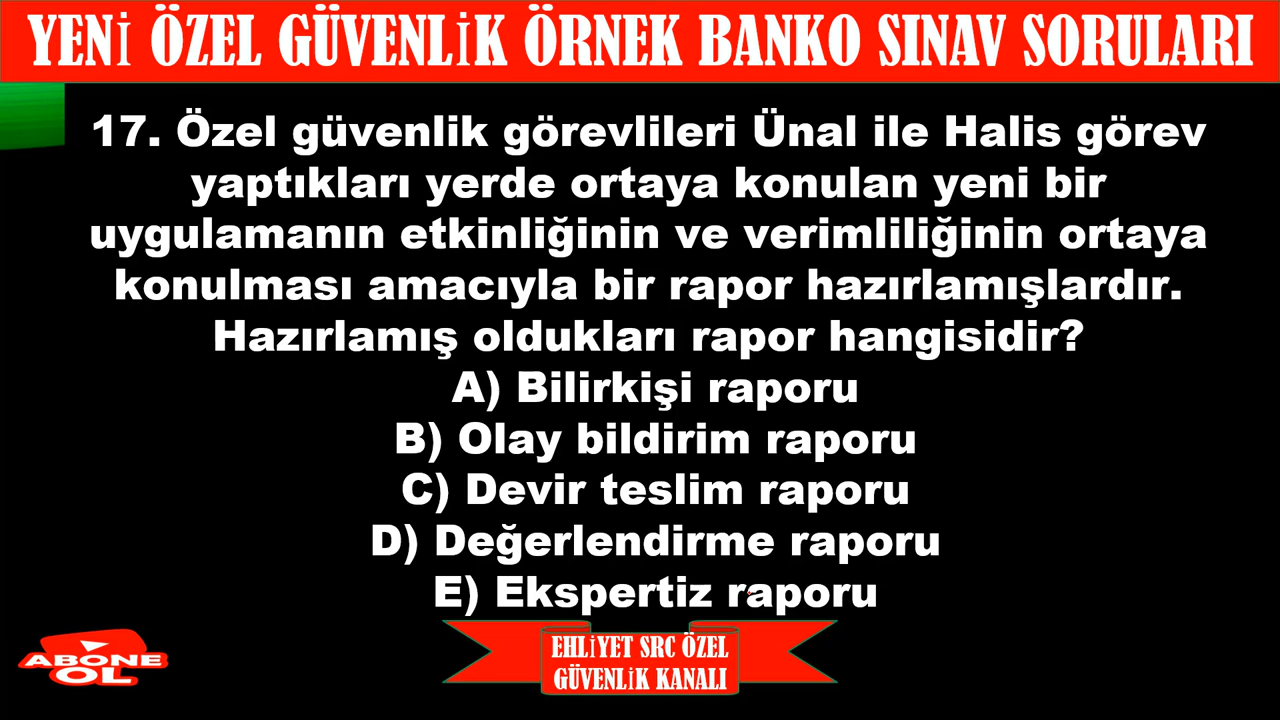 YENİ ÖZEL GÜVENLİK ÖRNEK BANKO SINAV SORULARI
17. Özel güvenlik görevlileri Ünal ile Halis görev
yaptıkları yerde ortaya konulan yeni bir
uygulamanın etkinliğinin ve verimliliğinin ortaya
konulması amacıyla bir rapor hazırlamışlardır.
Hazırlamış oldukları rapor hangisidir?
A) Bilirkişi raporu
B) Olay bildirim raporu
C) Devir teslim raporu
D) Değerlendirme raporu
E) Ekspertiz raporu
ABONE
OL
EHLİYET SRC ÖZEL
GÜVENLİK KANALI